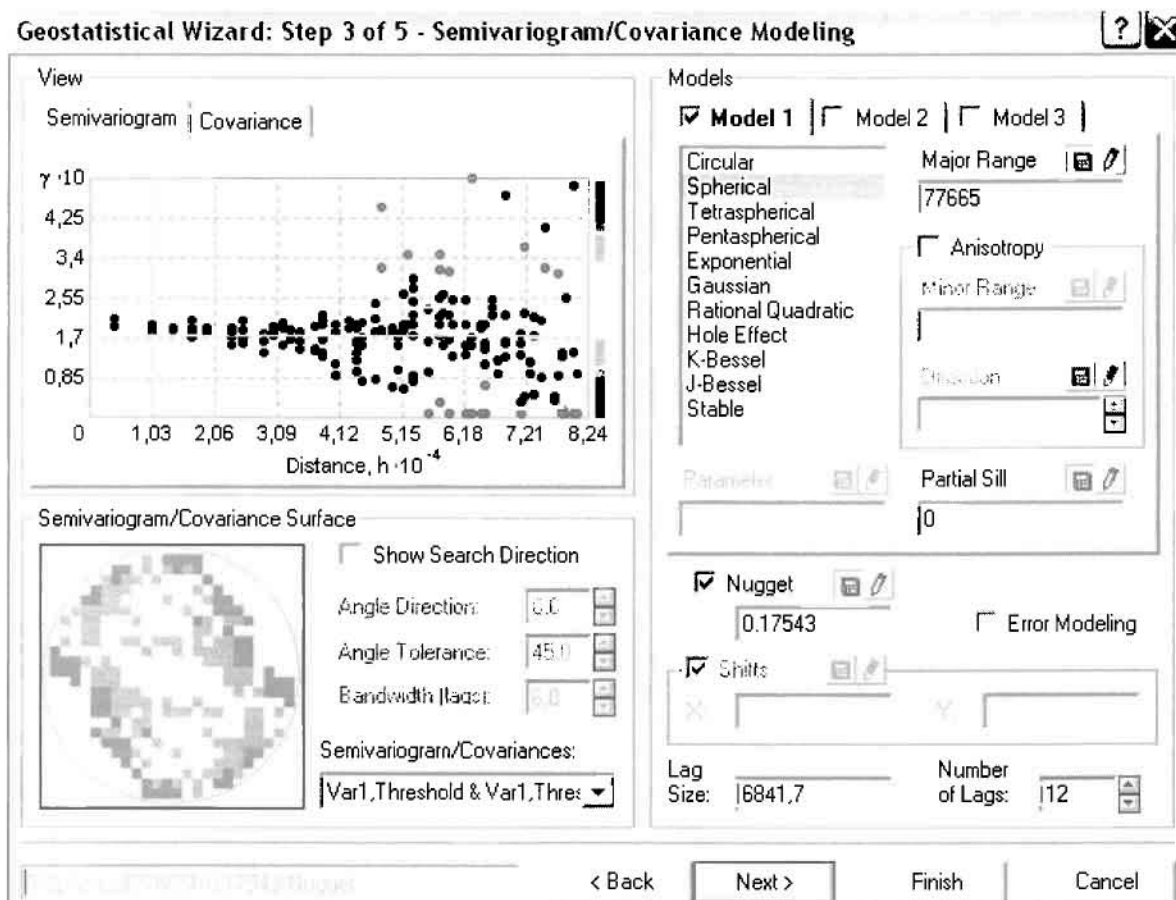 Geostatistical Wizard: Step 3 of 5 - Semivariogram/Covariance Modeling
View
Semivariogram
Covariance
γ·10
4,25
3,4
2,55
1,7
0,85
0
1,03
2,06
3,09
4,12
5,15
6,18
7,21
8,24
Distance, h·10⁻⁴
Semivariogram/Covariance Surface
Show Search Direction
Angle Direction:
Angle Tolerance:
45.0
Bandwidth (lags):
6.0
Semivariogram/Covariances:
Var1,Threshold & Var1,Thres
Models
Model 1
Model 2
Model 3
Circular
Spherical
Tetraspherical
Pentaspherical
Exponential
Gaussian
Rational Quadratic
Hole Effect
K-Bessel
J-Bessel
Stable
Major Range
77665
Anisotropy
Minor Range
Direction
Parameter
Partial Sill
0
Nugget
0.17543
Error Modeling
Shifts
X:
Y:
Lag
Size:
6841,7
Number
of Lags:
12
< Back
Next >
Finish
Cancel